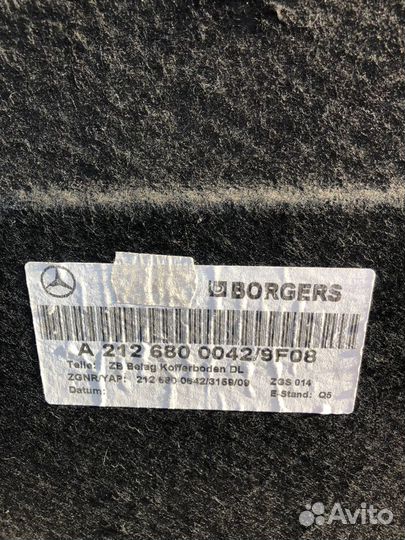 BORGERS
A 212 680 0042/9F08
Teile: ZB Belag Kofferboden DL
ZGNR/YAP: 212 680-0642/3159/09 ZGS 014
Datum: E-Stand: Q5
Avito